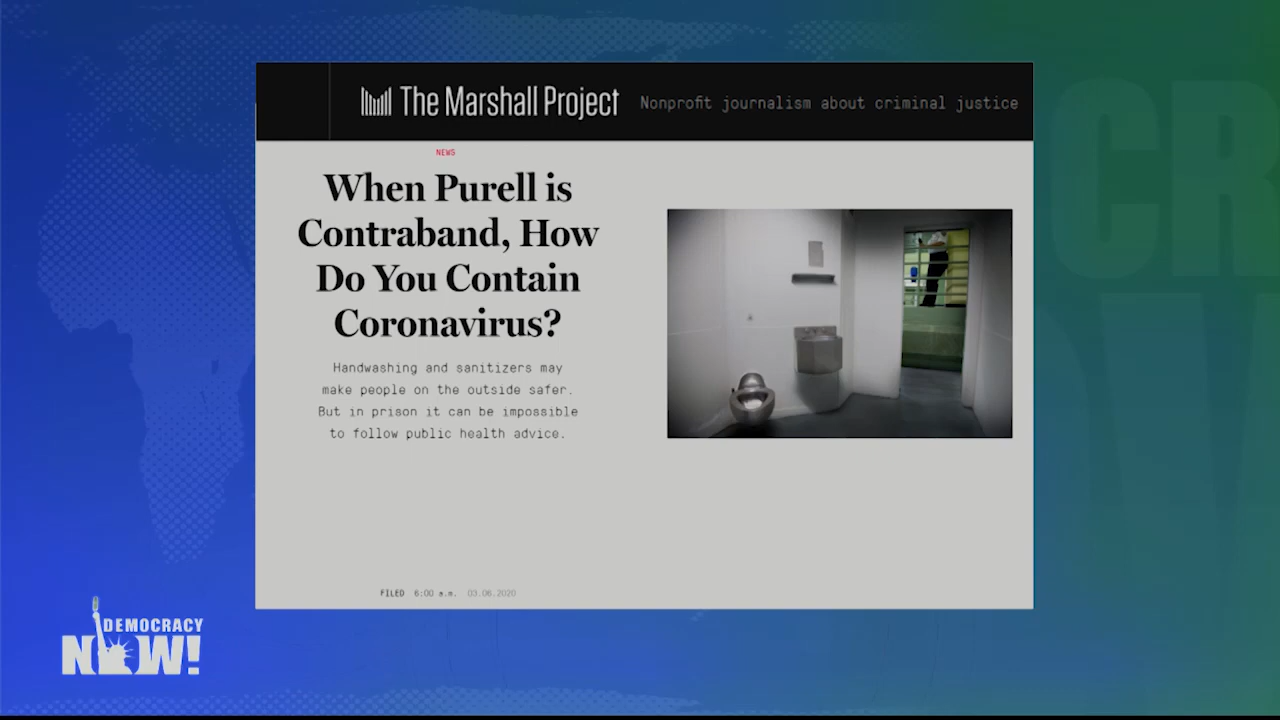 The Marshall Project
Nonprofit journalism about criminal justice
NEWS
When Purell is
Contraband, How
Do You Contain
Coronavirus?
Handwashing and sanitizers may
make people on the outside safer.
But in prison it can be impossible
to follow public health advice.
FILED 6:00 a.m. 03.06.2020
DEMOCRACY
NOW!